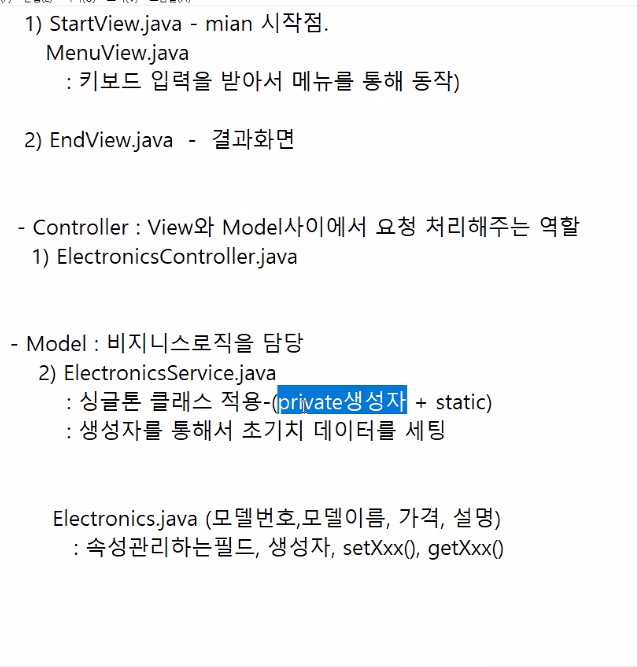 1) StartView.java - mian 시작점.
MenuView.java
: 키보드 입력을 받아서 메뉴를 통해 동작)
2) EndView.java - 결과화면
- Controller : View와 Model사이에서 요청 처리해주는 역할
1) ElectronicsController.java
- Model : 비지니스로직을 담당
2) ElectronicsService.java
: 싱글톤 클래스 적용-(private생성자 + static)
: 생성자를 통해서 초기치 데이터를 세팅
Electronics.java (모델번호,모델이름, 가격, 설명)
: 속성관리하는필드, 생성자, setXxx(), getXxx()